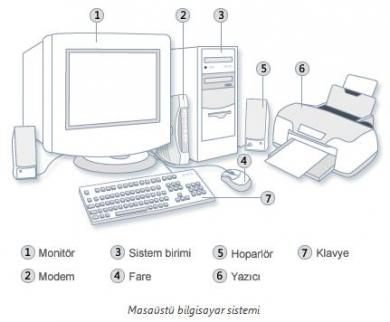 1 2 3
5 6
4
7
1 Monitör 3 Sistem birimi 5 Hoparlör 7 Klavye
2 Modem 4 Fare 6 Yazıcı
Masaüstü bilgisayar sistemi